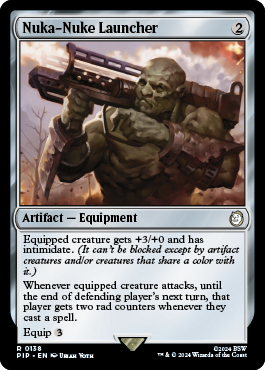 Nuka-Nuke Launcher 2
Artifact — Equipment
Equipped creature gets +3/+0 and has
intimidate. (It can't be blocked except by artifact
creatures and/or creatures that share a color with
it.)
Whenever equipped creature attacks, until
the end of defending player's next turn, that
player gets two rad counters whenever they
cast a spell.
Equip 3
R 0138 ©2024 BSW
PIP • EN Uriah Voth ™ & © 2024 Wizards of the Coast